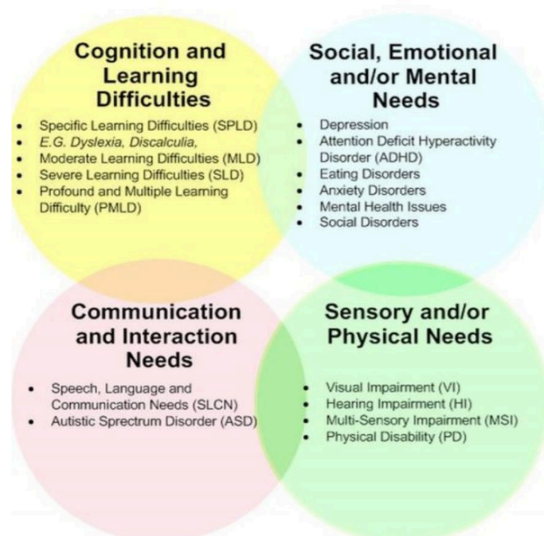 Cognition and
Learning
Difficulties
• Specific Learning Difficulties (SPLD)
• E.G. Dyslexia, Discalculia,
• Moderate Learning Difficulties (MLD)
• Severe Learning Difficulties (SLD)
• Profound and Multiple Learning
Difficulty (PMLD)
Social, Emotional
and/or Mental
Needs
• Depression
• Attention Deficit Hyperactivity
Disorder (ADHD)
• Eating Disorders
• Anxiety Disorders
• Mental Health Issues
• Social Disorders
Communication
and Interaction
Needs
• Speech, Language and
Communication Needs (SLCN)
• Autistic Sprectrum Disorder (ASD)
Sensory and/or
Physical Needs
• Visual Impairment (VI)
• Hearing Impairment (HI)
• Multi-Sensory Impairment (MSI)
• Physical Disability (PD)